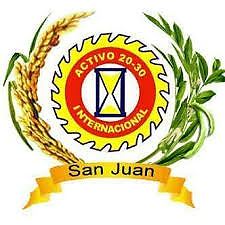 ACTIVO 20-30
INTERNACIONAL
San Juan